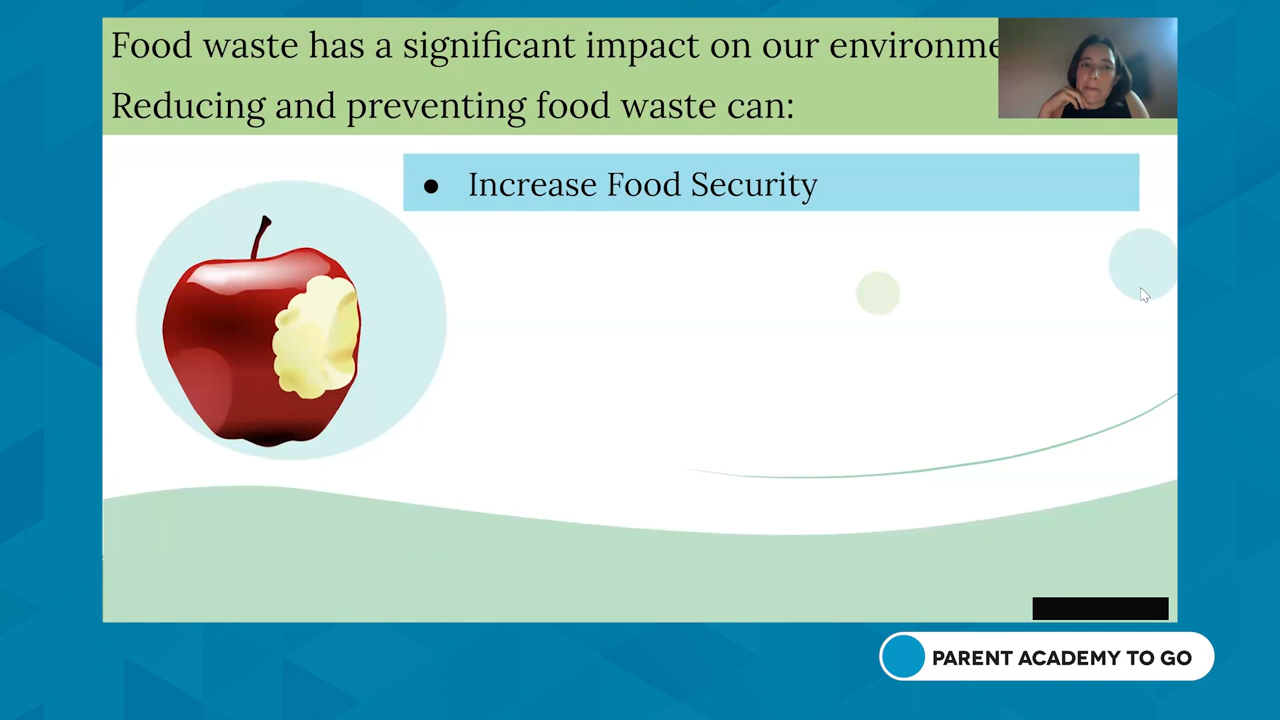 Food waste has a significant impact on our environme
Reducing and preventing food waste can:
● Increase Food Security
PARENT ACADEMY TO GO